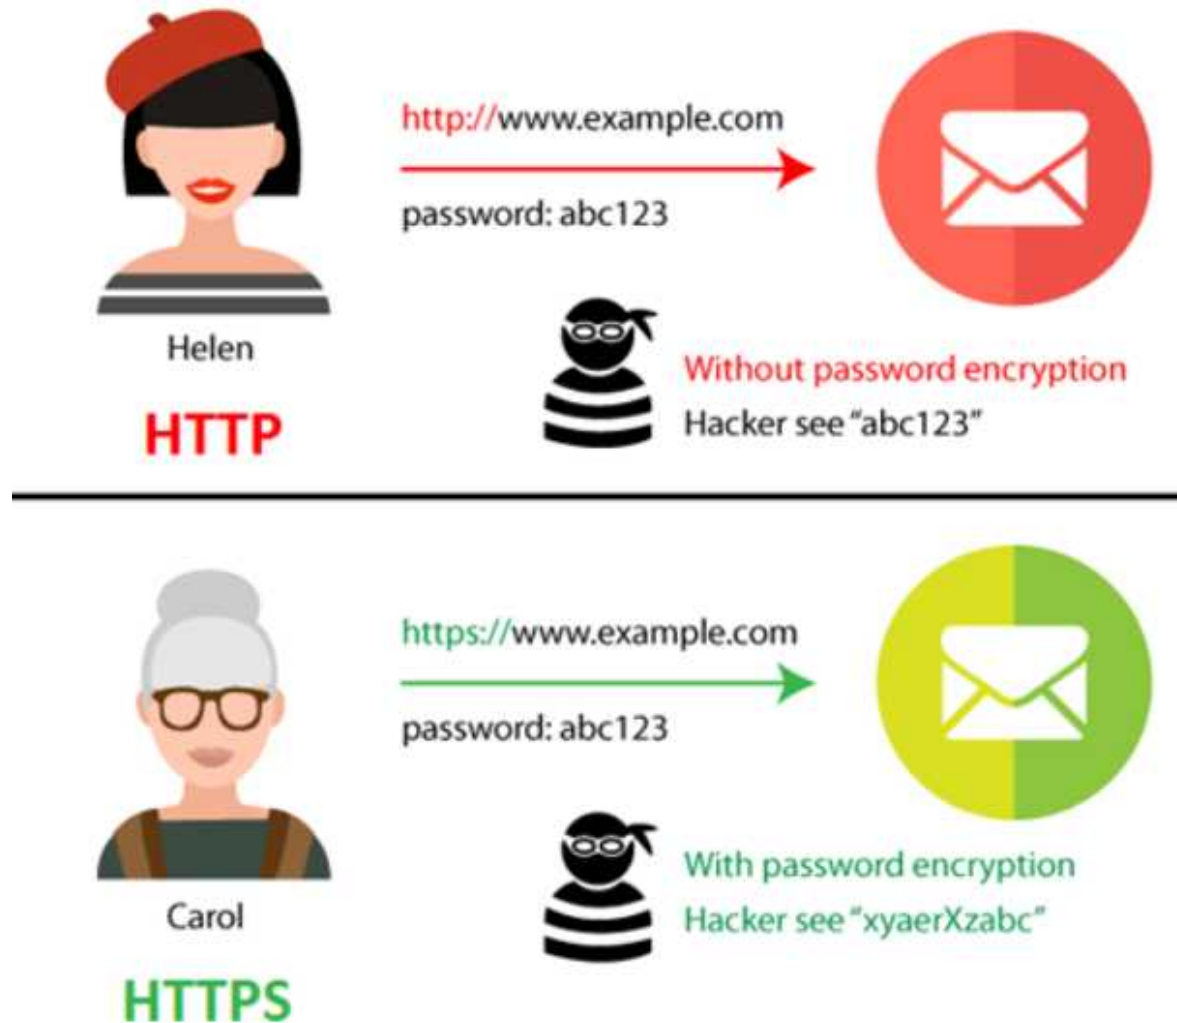 http://www.example.com
password: abc123
Helen
Without password encryption
Hacker see "abc123"
HTTP
https://www.example.com
password: abc123
With password encryption
Carol
Hacker see "xyaerXzabc"
HTTPS